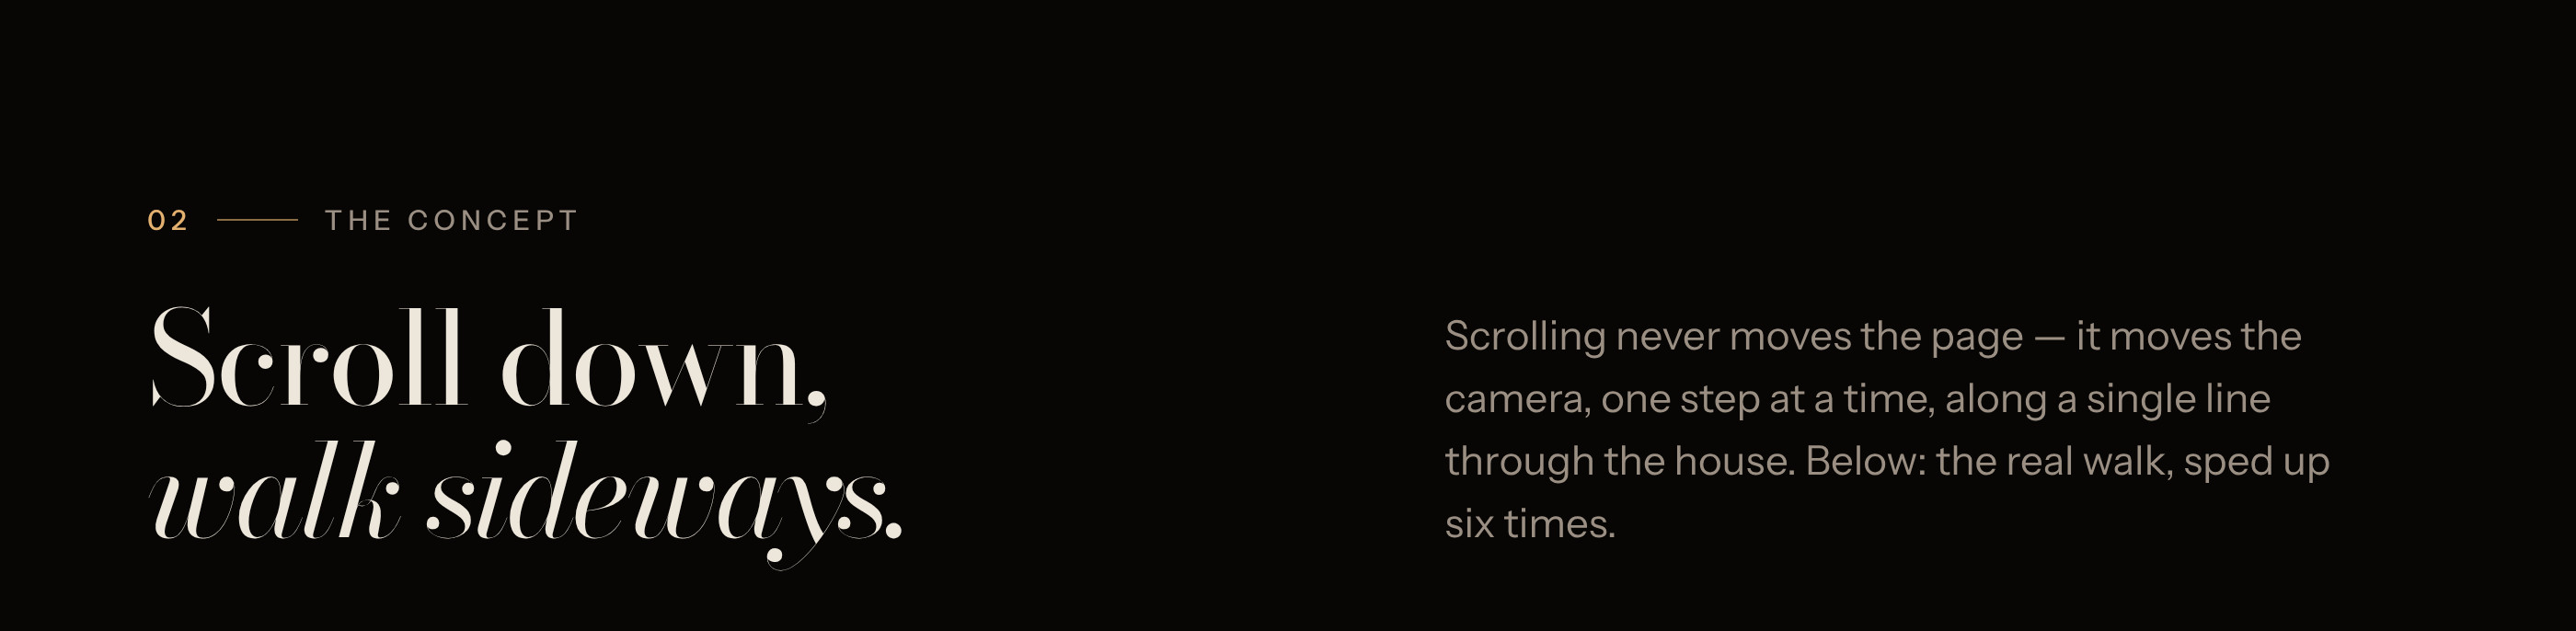 02 THE CONCEPT
Scroll down,
walk sideways.
Scrolling never moves the page — it moves the
camera, one step at a time, along a single line
through the house. Below: the real walk, sped up
six times.